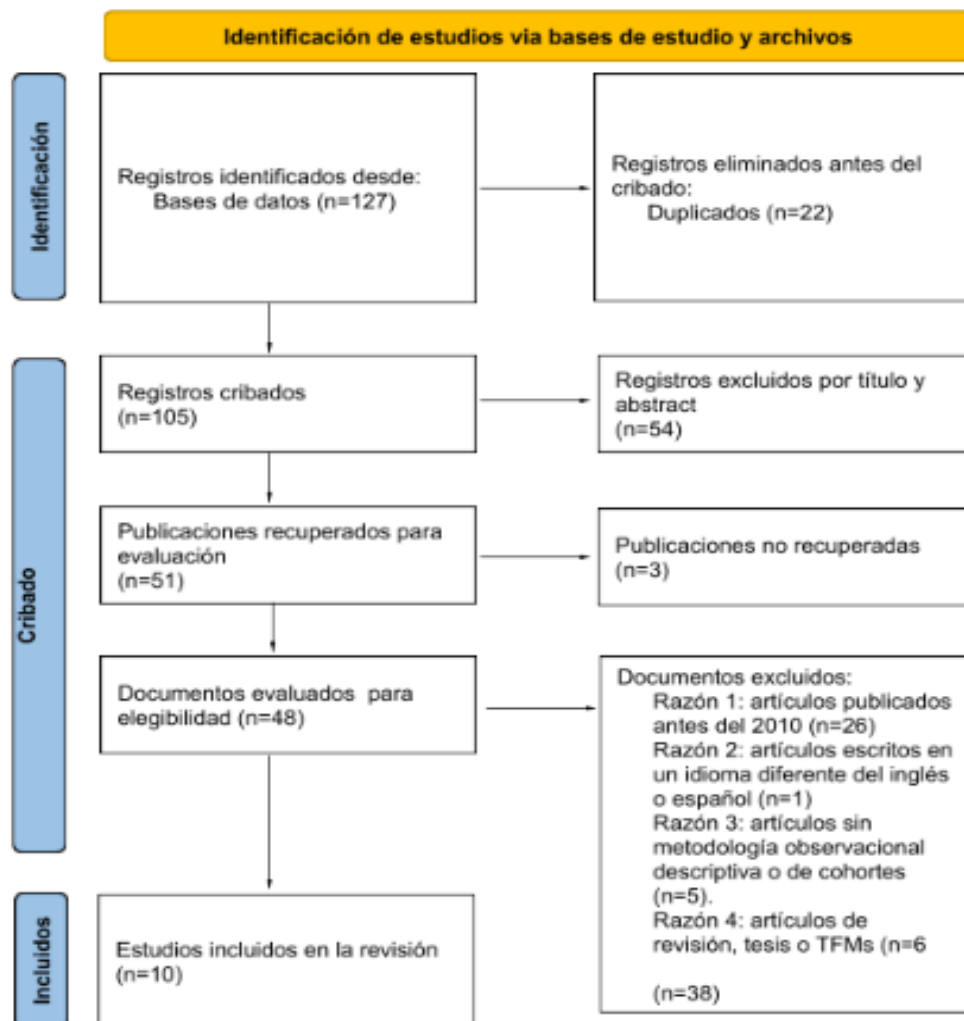 Identificación de estudios via bases de estudio y archivos
Identificación
Registros identificados desde:
Bases de datos (n=127)
Registros eliminados antes del
cribado:
Duplicados (n=22)
Cribado
Registros cribados
(n=105)
Registros excluidos por título y
abstract
(n=54)
Publicaciones recuperados para
evaluación
(n=51)
Publicaciones no recuperadas
(n=3)
Documentos evaluados para
elegibilidad (n=48)
Documentos excluidos:
Razón 1: artículos publicados
antes del 2010 (n=26)
Razón 2: artículos escritos en
un idioma diferente del inglés
o español (n=1)
Razón 3: artículos sin
metodología observacional
descriptiva o de cohortes
(n=5).
Razón 4: artículos de
revisión, tesis o TFMs (n=6
(n=38)
Incluidos
Estudios incluidos en la revisión
(n=10)